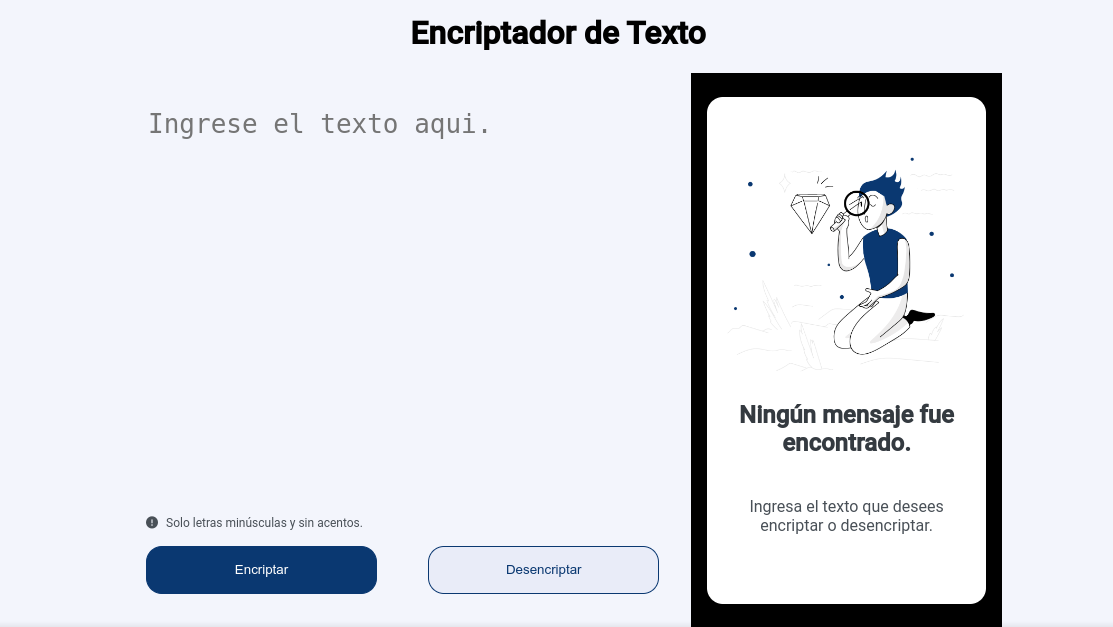 Encriptador de Texto
Ingrese el texto aqui.
Solo letras minúsculas y sin acentos.
Encriptar
Desencriptar
Ningún mensaje fue
encontrado.
Ingresa el texto que desees
encriptar o desencriptar.